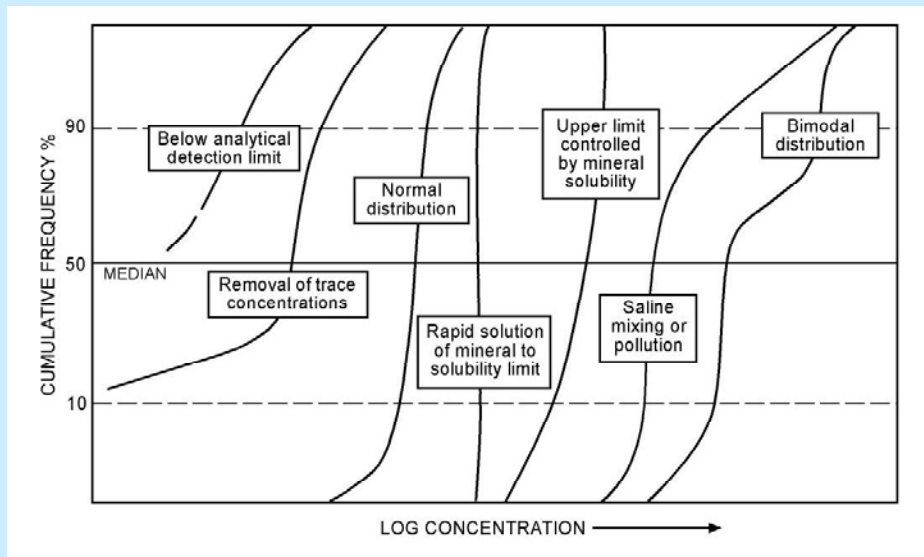 CUMULATIVE FREQUENCY %
90
50
10
MEDIAN
Below analytical
detection limit
Removal of trace
concentrations
Normal
distribution
Rapid solution
of mineral to
solubility limit
Upper limit
controlled
by mineral
solubility
Saline
mixing or
pollution
Bimodal
distribution
LOG CONCENTRATION